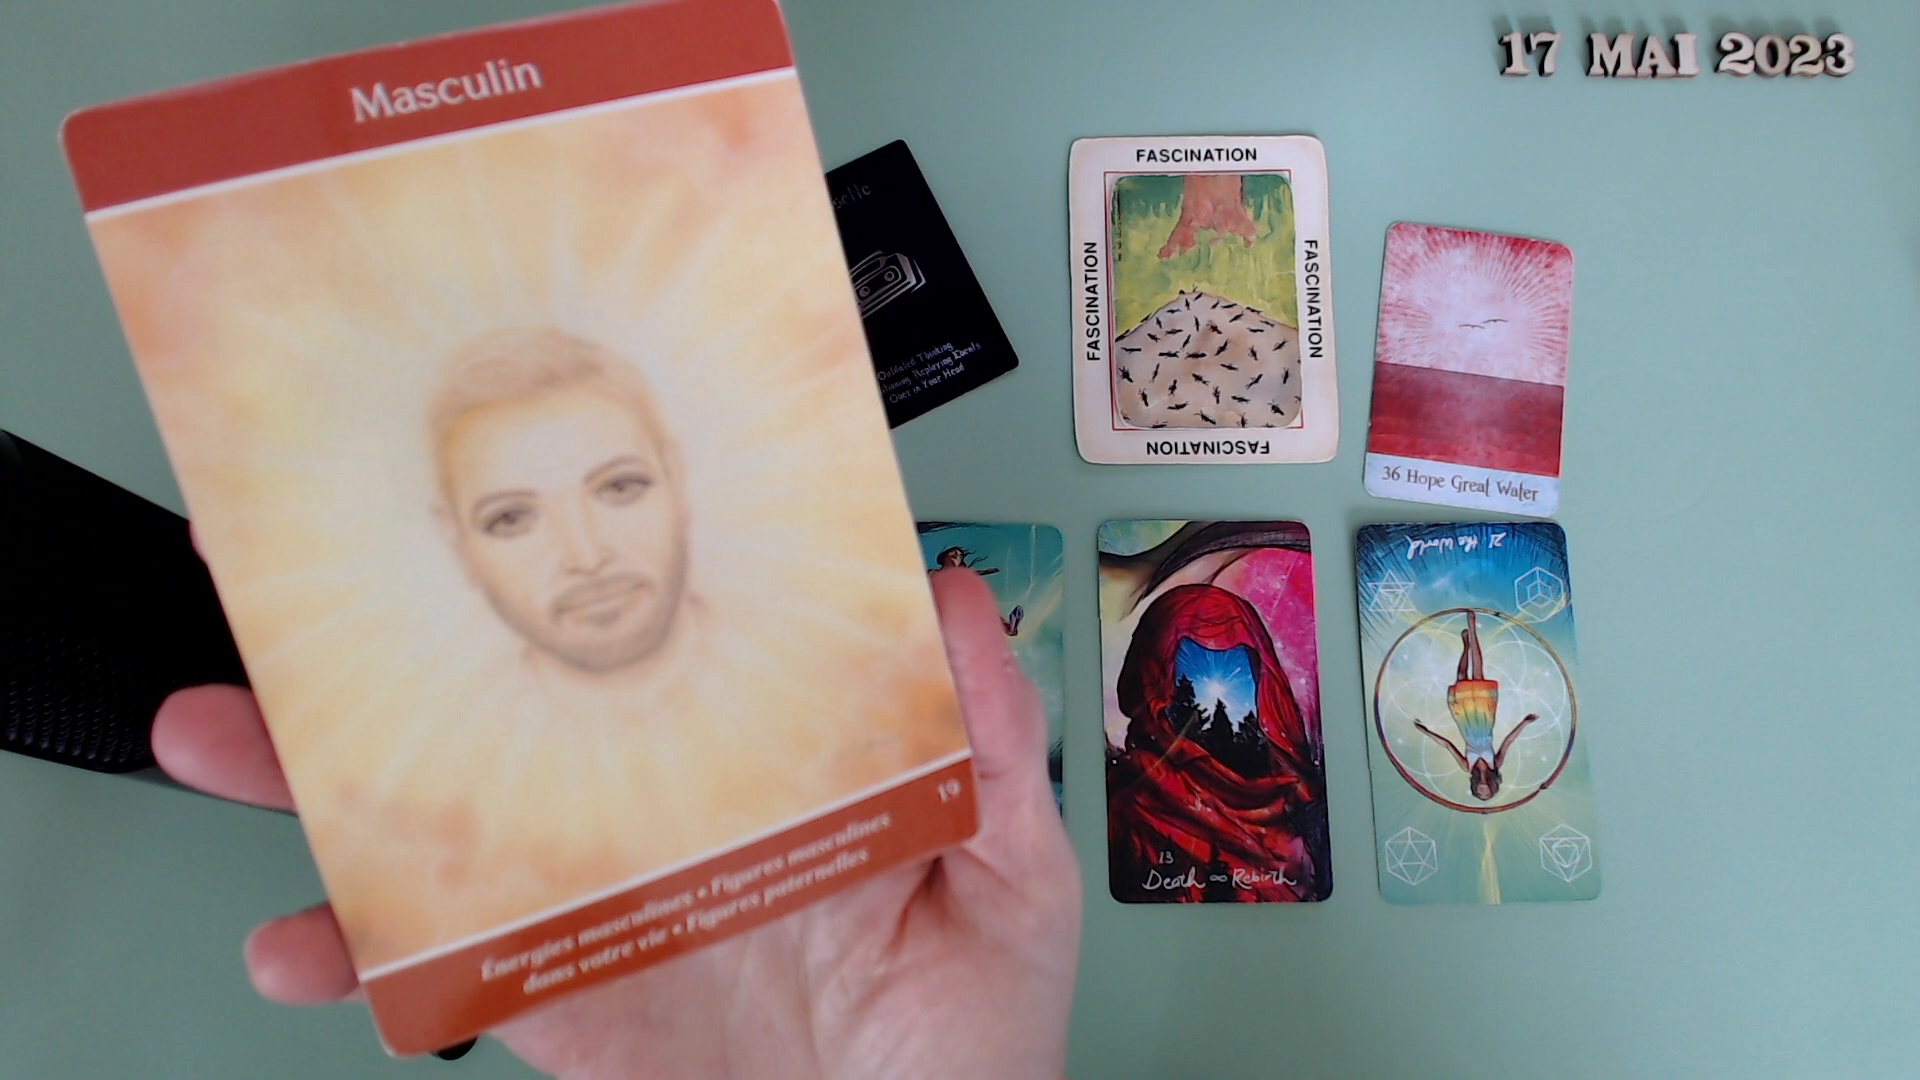 Masculin
17 MAI 2023
FASCINATION
FASCINATION
FASCINATION
FASCINATION
Outdated Thinking
Replaying Events
Over in Your Head
36 Hope Great Water
21 the World
13
Death ∞ Rebirth
19
Énergies masculines • Figures masculines
dans votre vie • Figures paternelles